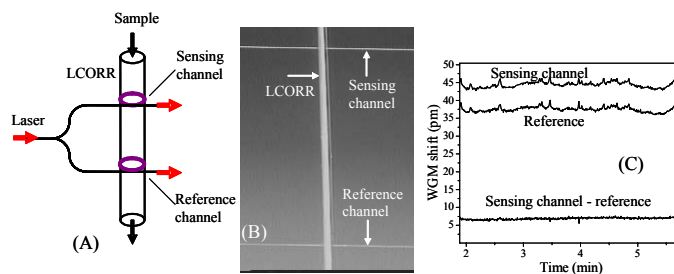 Sample
LCORR
Sensing
channel
Laser
Reference
channel
(A)
LCORR
Sensing
channel
Reference
channel
(B)
50
45
40
35
30
25
20
15
10
5
WGM shift (pm)
Sensing channel
Reference
(C)
Sensing channel - reference
2 3 4 5
Time (min)